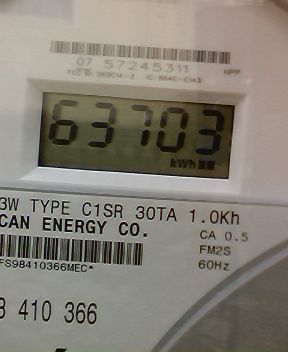 07 57245311
63703
kWh
3W TYPE C1SR 30TA 1.0Kh
CAN ENERGY CO.
CA 0.5
FM2S
FS98410366MEC*
60Hz
410 366